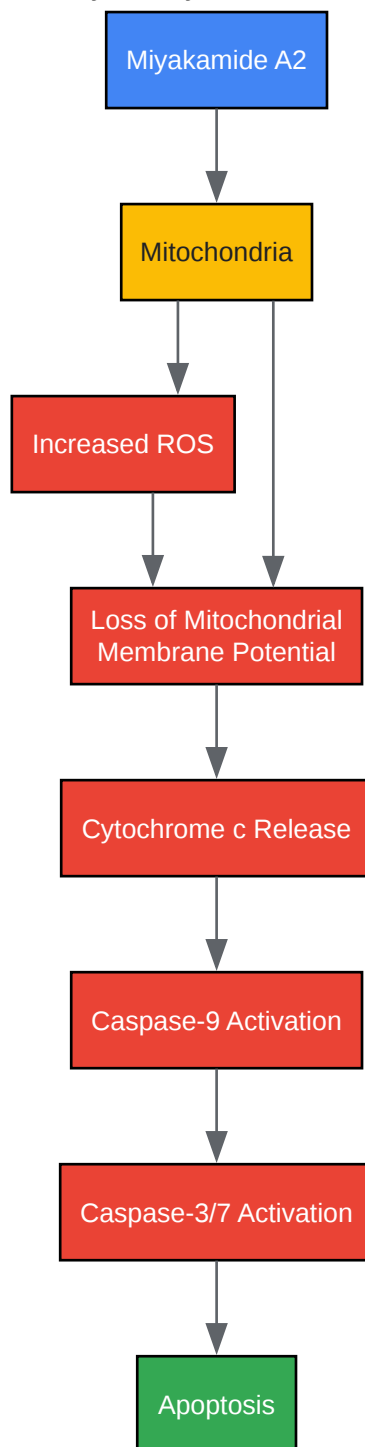 Miyakamide A2
Mitochondria
Increased ROS
Loss of Mitochondrial
Membrane Potential
Cytochrome c Release
Caspase-9 Activation
Caspase-3/7 Activation
Apoptosis